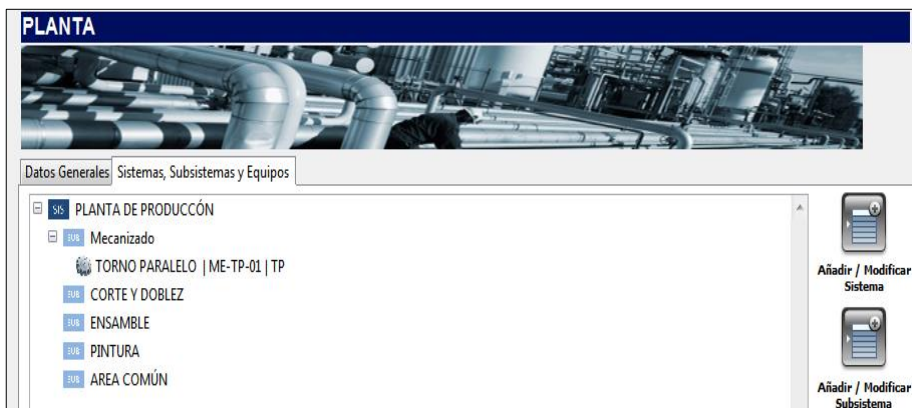 PLANTA
Datos Generales
Sistemas, Subsistemas y Equipos
SIS PLANTA DE PRODUCCÓN
SUB Mecanizado
TORNO PARALELO | ME-TP-01 | TP
SUB CORTE Y DOBLEZ
SUB ENSAMBLE
SUB PINTURA
SUB AREA COMÚN
Añadir / Modificar
Sistema
Añadir / Modificar
Subsistema